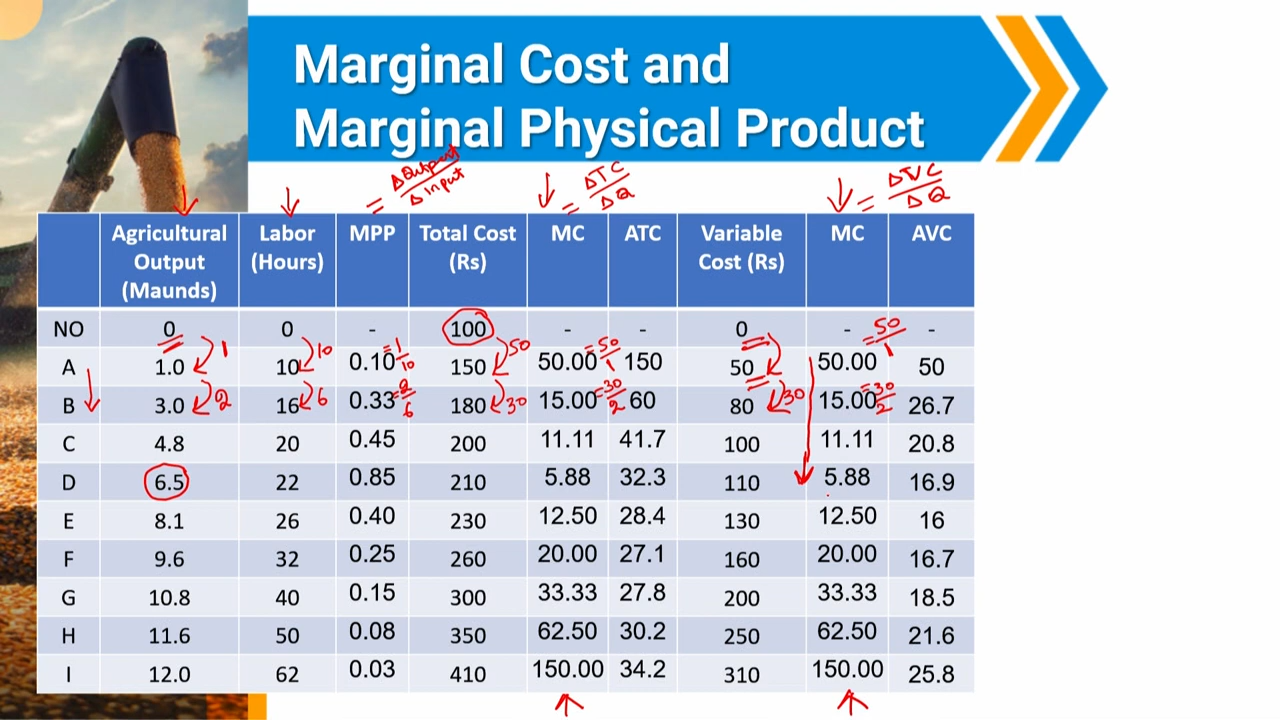 Marginal Cost and
Marginal Physical Product
= ΔOutput/Δinput
= ΔTC/ΔQ
= ΔTVC/ΔQ
Agricultural Output (Maunds) Labor (Hours) MPP Total Cost (Rs) MC ATC Variable Cost (Rs) MC AVC
NO 0 0 - 100 - - 0 - -
1 10 =1/10 50 =50/1 =50/1
A 1.0 10 0.10 150 50.00 150 50 50.00 50
2 6 =2/6 30 =30/2 30 =30/2
B 3.0 16 0.33 180 15.00 60 80 15.00 26.7
C 4.8 20 0.45 200 11.11 41.7 100 11.11 20.8
D 6.5 22 0.85 210 5.88 32.3 110 5.88 16.9
E 8.1 26 0.40 230 12.50 28.4 130 12.50 16
F 9.6 32 0.25 260 20.00 27.1 160 20.00 16.7
G 10.8 40 0.15 300 33.33 27.8 200 33.33 18.5
H 11.6 50 0.08 350 62.50 30.2 250 62.50 21.6
I 12.0 62 0.03 410 150.00 34.2 310 150.00 25.8